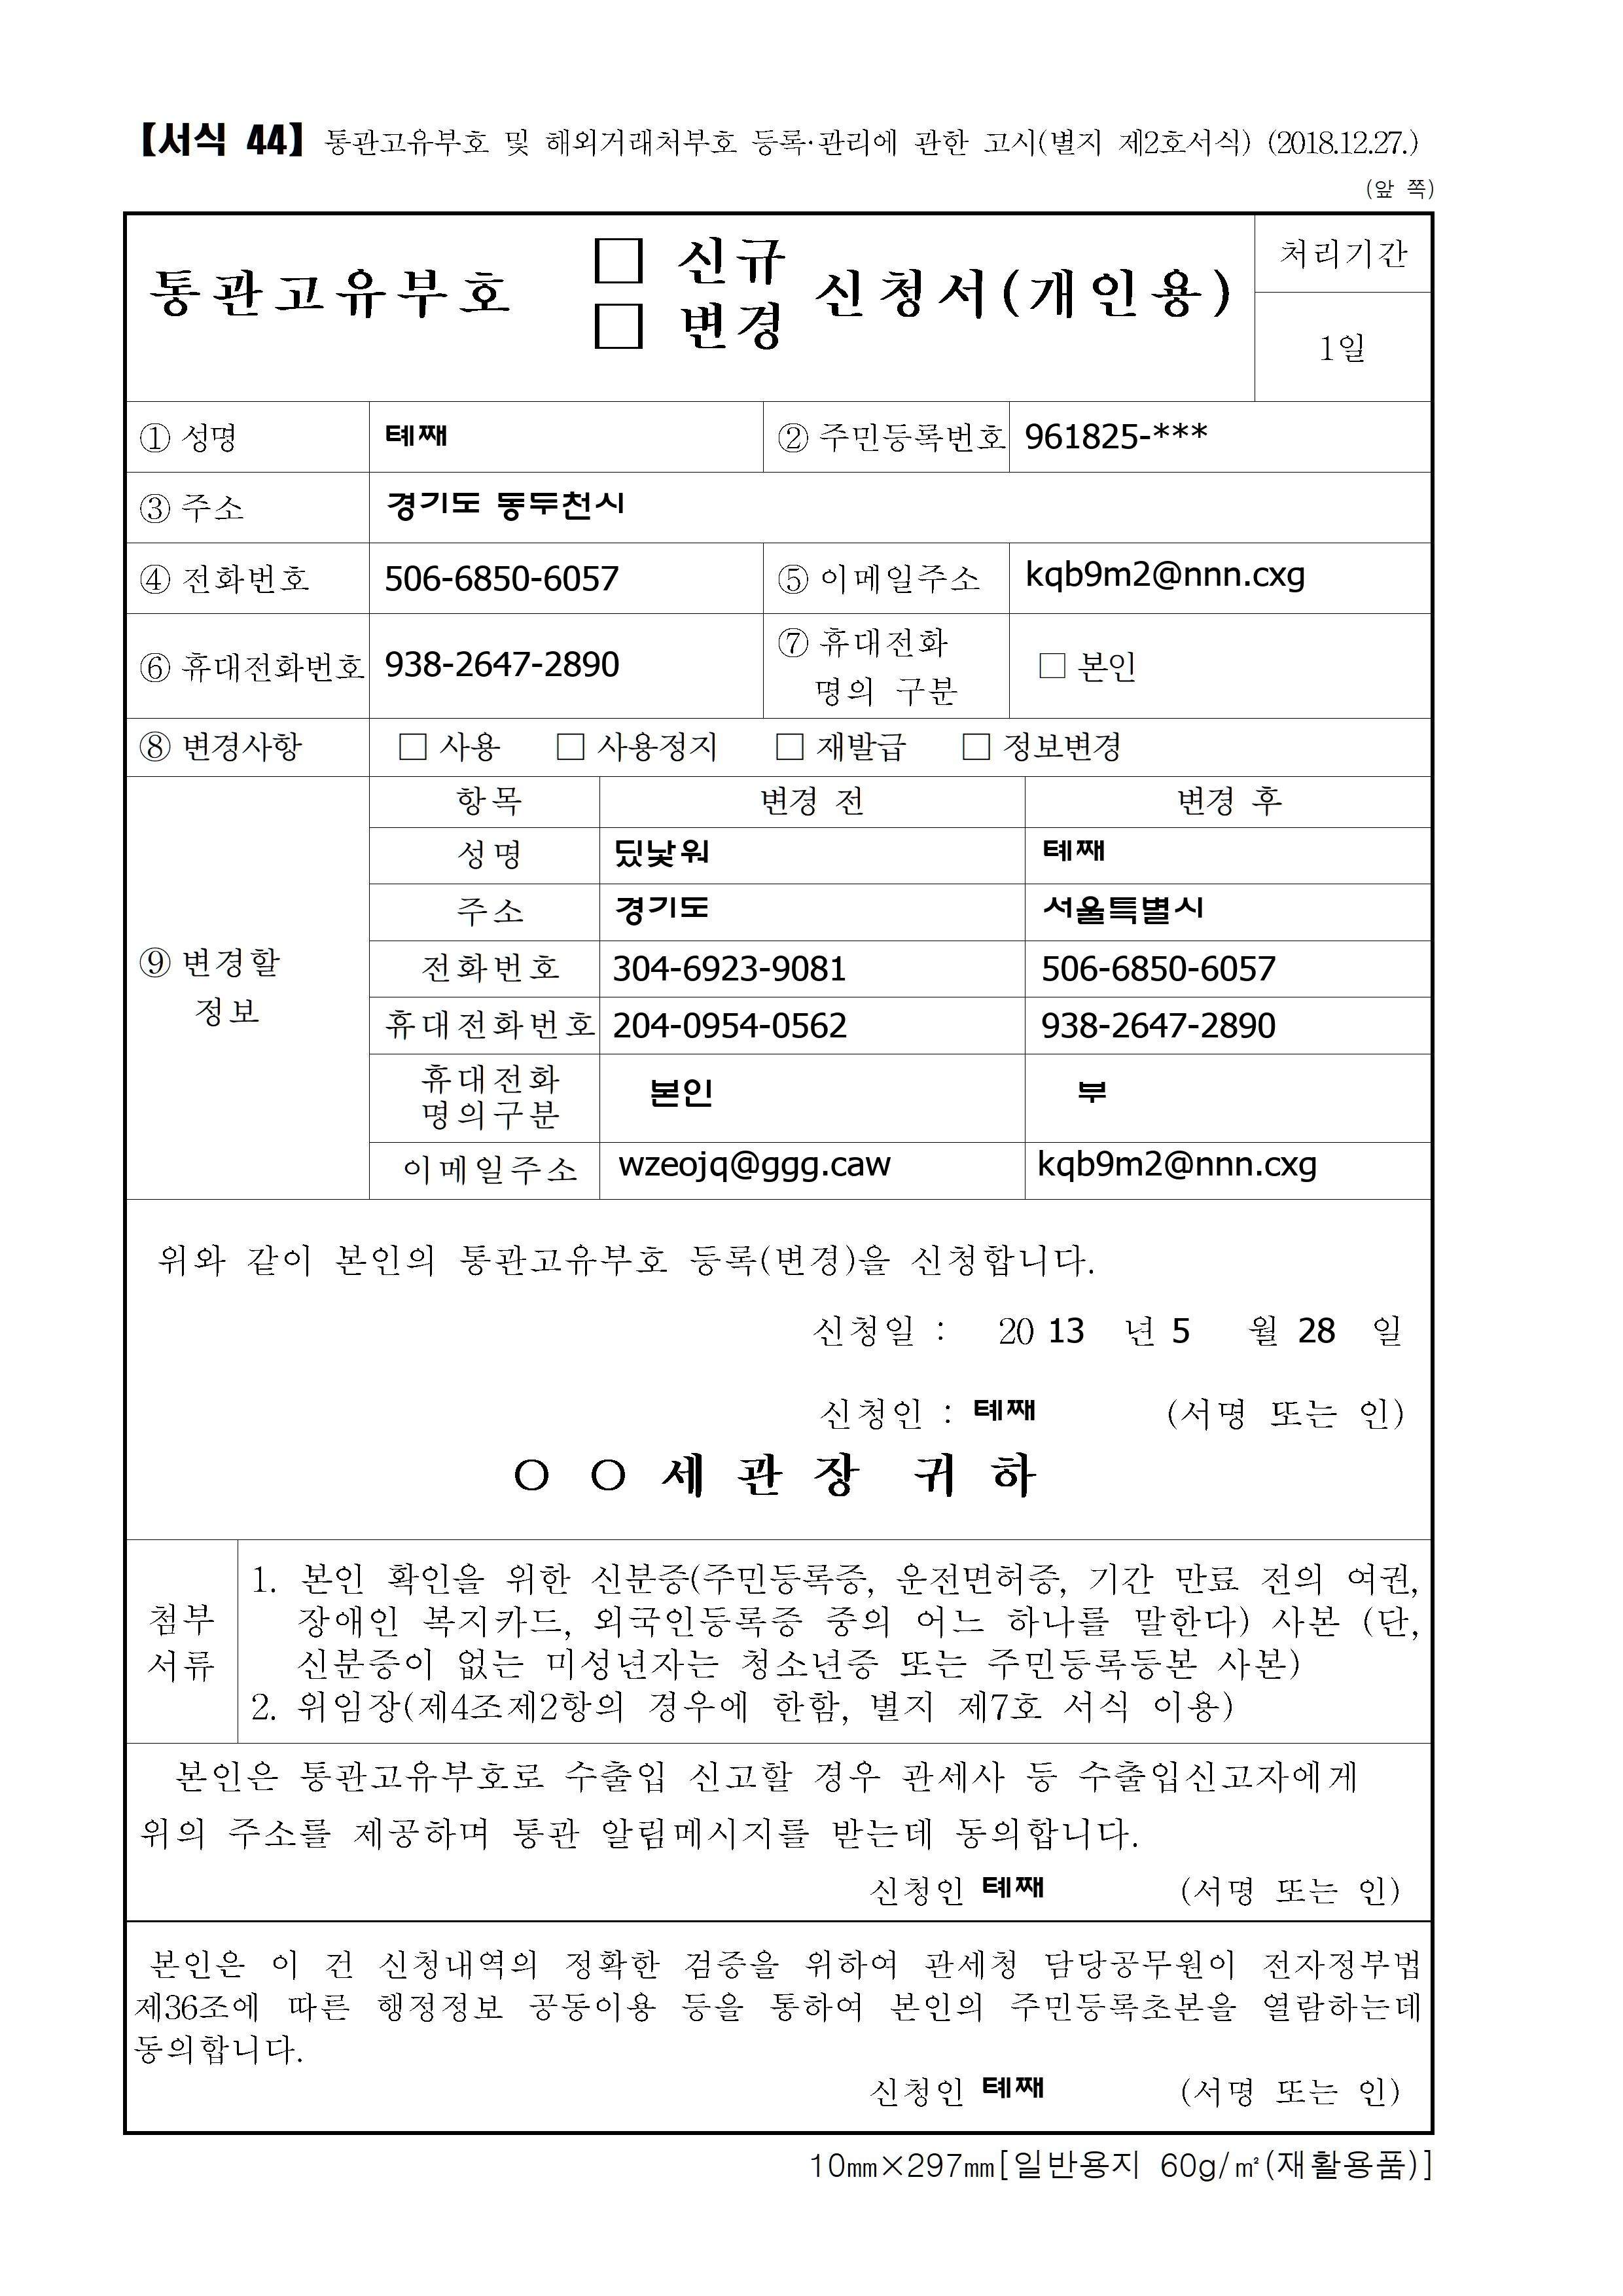 【서식 44】 통관고유부호 및 해외거래처부호 등록·관리에 관한 고시(별지 제2호서식) (2018.12.27.)
(앞 쪽)
통관고유부호 □ 신규 □ 변경 신청서(개인용)
처리기간
1일
① 성명 톄째 ② 주민등록번호 961825-***
③ 주소 경기도 동두천시
④ 전화번호 506-6850-6057 ⑤ 이메일주소 kqb9m2@nnn.cxg
⑥ 휴대전화번호 938-2647-2890 ⑦ 휴대전화 명의 구분 □ 본인
⑧ 변경사항 □ 사용 □ 사용정지 □ 재발급 □ 정보변경
⑨ 변경할 정보
항목 변경 전 변경 후
성명 딨낯워 톄째
주소 경기도 서울특별시
전화번호 304-6923-9081 506-6850-6057
휴대전화번호 204-0954-0562 938-2647-2890
휴대전화 명의구분 본인 부
이메일주소 wzeojq@ggg.caw kqb9m2@nnn.cxg
위와 같이 본인의 통관고유부호 등록(변경)을 신청합니다.
신청일 : 20 13 년 5 월 28 일
신청인 : 톄째 (서명 또는 인)
○ ○ 세 관 장 귀 하
첨부 서류
1. 본인 확인을 위한 신분증(주민등록증, 운전면허증, 기간 만료 전의 여권,
장애인 복지카드, 외국인등록증 중의 어느 하나를 말한다) 사본 (단,
신분증이 없는 미성년자는 청소년증 또는 주민등록등본 사본)
2. 위임장(제4조제2항의 경우에 한함, 별지 제7호 서식 이용)
본인은 통관고유부호로 수출입 신고할 경우 관세사 등 수출입신고자에게
위의 주소를 제공하며 통관 알림메시지를 받는데 동의합니다.
신청인 톄째 (서명 또는 인)
본인은 이 건 신청내역의 정확한 검증을 위하여 관세청 담당공무원이 전자정부법
제36조에 따른 행정정보 공동이용 등을 통하여 본인의 주민등록초본을 열람하는데
동의합니다.
신청인 톄째 (서명 또는 인)
10㎜×297㎜[일반용지 60g/㎡(재활용품)]